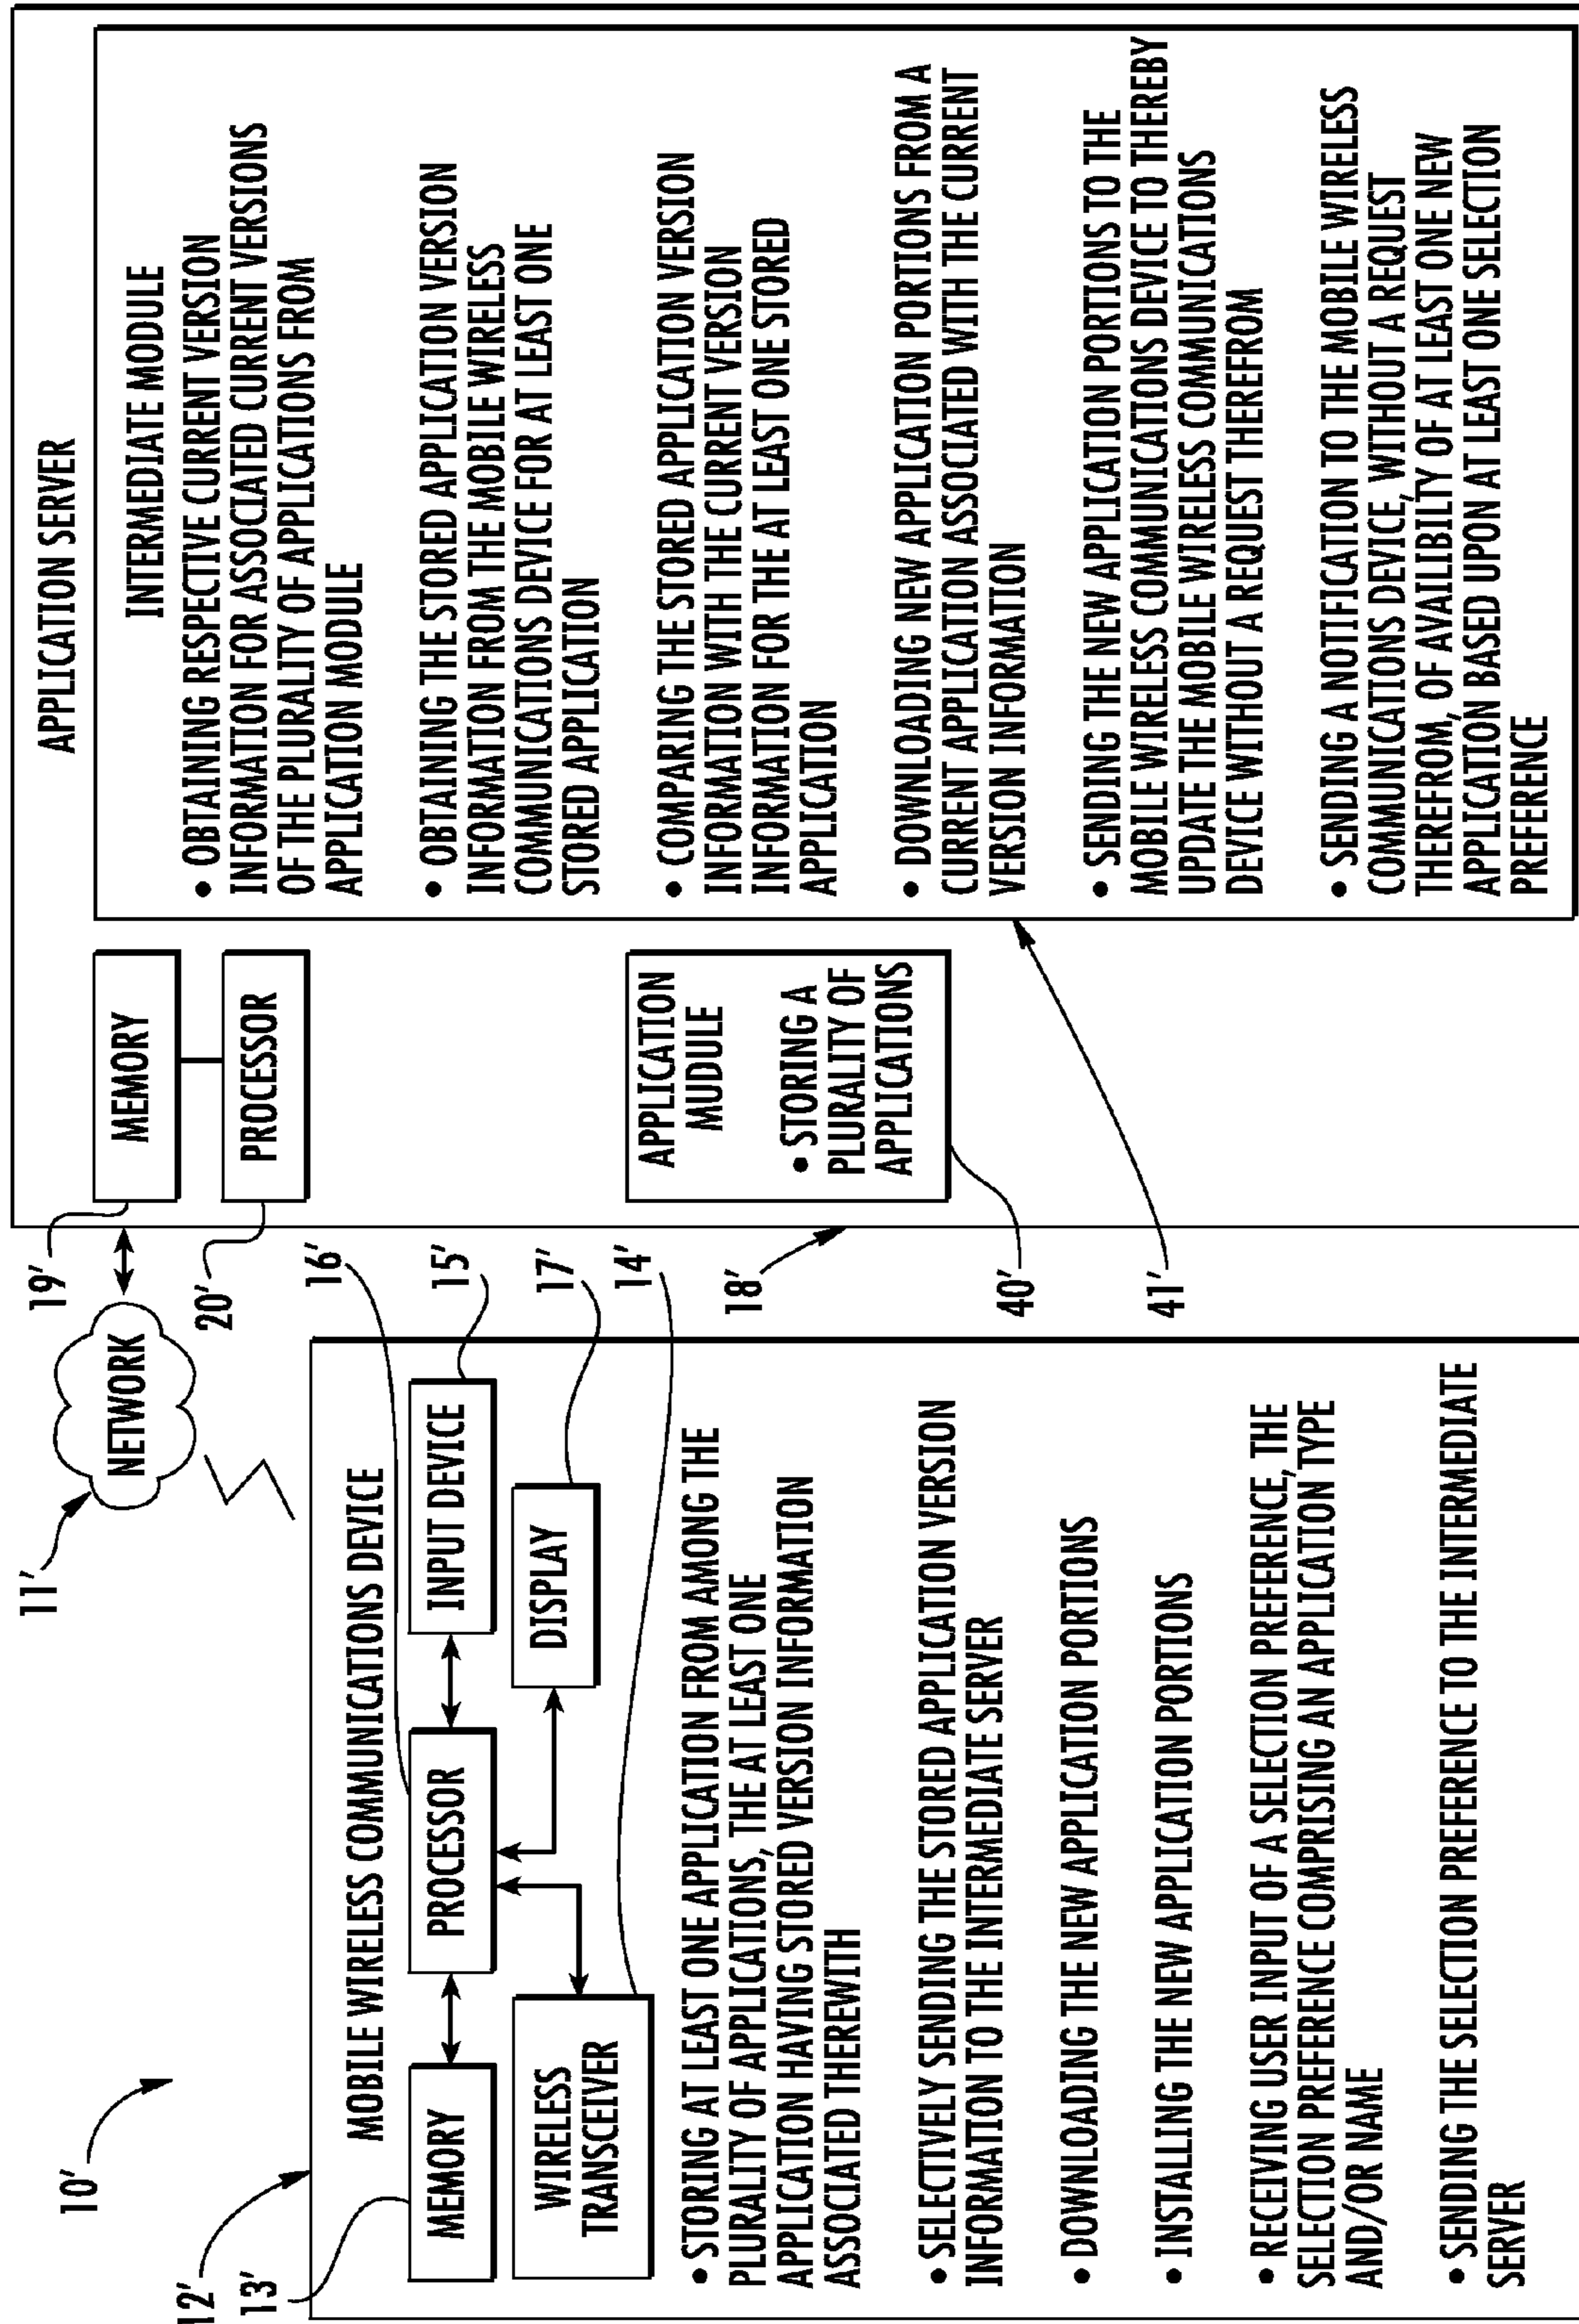 10'
11'
NETWORK
12'
MOBILE WIRELESS COMMUNICATIONS DEVICE
13'
MEMORY
PROCESSOR
INPUT DEVICE
WIRELESS
TRANSCEIVER
DISPLAY
16'
15'
17'
14'
• STORING AT LEAST ONE APPLICATION FROM AMONG THE
PLURALITY OF APPLICATIONS, THE AT LEAST ONE
APPLICATION HAVING STORED VERSION INFORMATION
ASSOCIATED THEREWITH
• SELECTIVELY SENDING THE STORED APPLICATION VERSION
INFORMATION TO THE INTERMEDIATE SERVER
• DOWNLOADING THE NEW APPLICATION PORTIONS
• INSTALLING THE NEW APPLICATION PORTIONS
• RECEIVING USER INPUT OF A SELECTION PREFERENCE, THE
SELECTION PREFERENCE COMPRISING AN APPLICATION TYPE
AND/OR NAME
• SENDING THE SELECTION PREFERENCE TO THE INTERMEDIATE
SERVER
APPLICATION SERVER
19'
MEMORY
20'
PROCESSOR
18'
APPLICATION
MUDULE
• STORING A
PLURALITY OF
APPLICATIONS
40'
41'
INTERMEDIATE MODULE
• OBTAINING RESPECTIVE CURRENT VERSION
INFORMATION FOR ASSOCIATED CURRENT VERSIONS
OF THE PLURALITY OF APPLICATIONS FROM
APPLICATION MODULE
• OBTAINING THE STORED APPLICATION VERSION
INFORMATION FROM THE MOBILE WIRELESS
COMMUNICATIONS DEVICE FOR AT LEAST ONE
STORED APPLICATION
• COMPARING THE STORED APPLICATION VERSION
INFORMATION WITH THE CURRENT VERSION
INFORMATION FOR THE AT LEAST ONE STORED
APPLICATION
• DOWNLOADING NEW APPLICATION PORTIONS FROM A
CURRENT APPLICATION ASSOCIATED WITH THE CURRENT
VERSION INFORMATION
• SENDING THE NEW APPLICATION PORTIONS TO THE
MOBILE WIRELESS COMMUNICATIONS DEVICE TO THEREBY
UPDATE THE MOBILE WIRELESS COMMUNICATIONS
DEVICE WITHOUT A REQUEST THEREFROM
• SENDING A NOTIFICATION TO THE MOBILE WIRELESS
COMMUNICATIONS DEVICE, WITHOUT A REQUEST
THEREFROM, OF AVAILIBILITY OF AT LEAST ONE NEW
APPLICATION BASED UPON AT LEAST ONE SELECTION
PREFERENCE